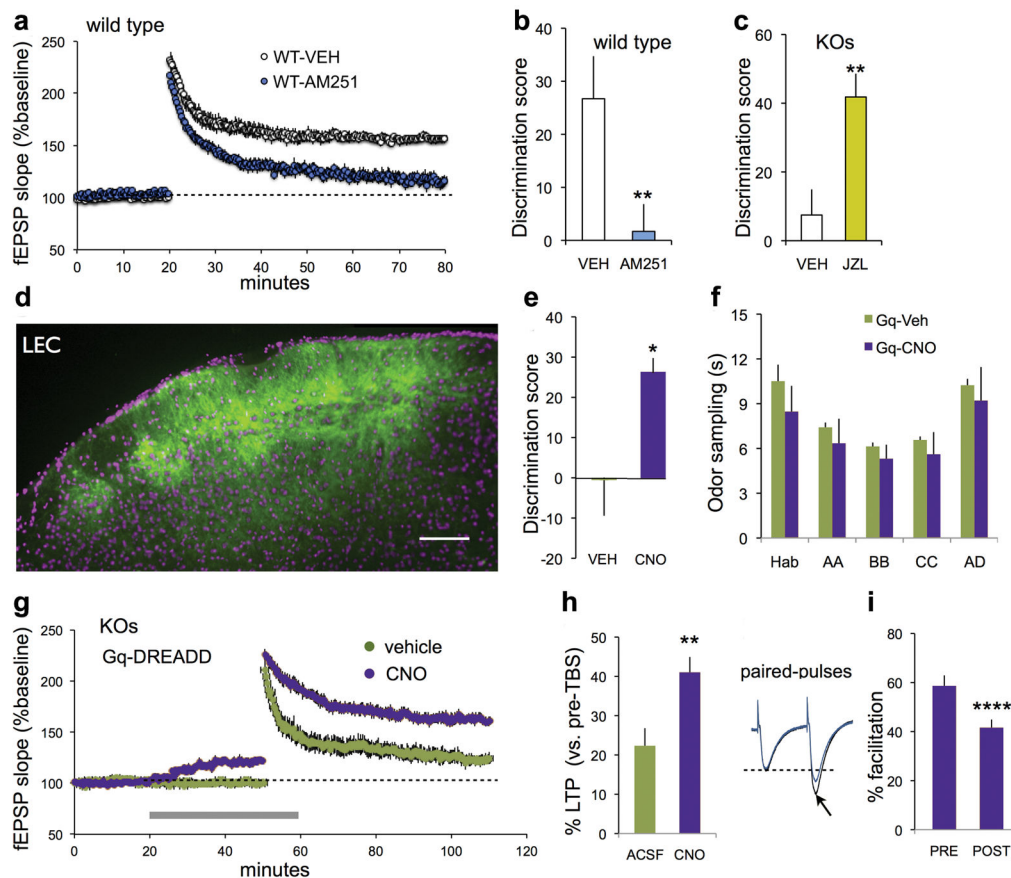 a
wild type
WT-VEH
WT-AM251
fEPSP slope (%baseline)
250
200
150
100
50
0 10 20 30 40 50 60 70 80
minutes
b
wild type
Discrimination score
40
30
20
10
0
**
VEH AM251
c
KOs
Discrimination score
60
40
20
0
**
VEH JZL
d
LEC
e
Discrimination score
40
30
20
10
0
-10
-20
*
VEH CNO
f
Gq-Veh
Gq-CNO
Odor sampling (s)
15
12
9
6
3
0
Hab AA BB CC AD
g
KOs
Gq-DREADD
vehicle
CNO
fEPSP slope (%baseline)
250
200
150
100
50
0 20 40 60 80 100 120
minutes
h
% LTP (vs. pre-TBS)
50
40
30
20
10
0
**
ACSF CNO
paired-pulses
i
% facilitation
80
60
40
20
0
****
PRE POST